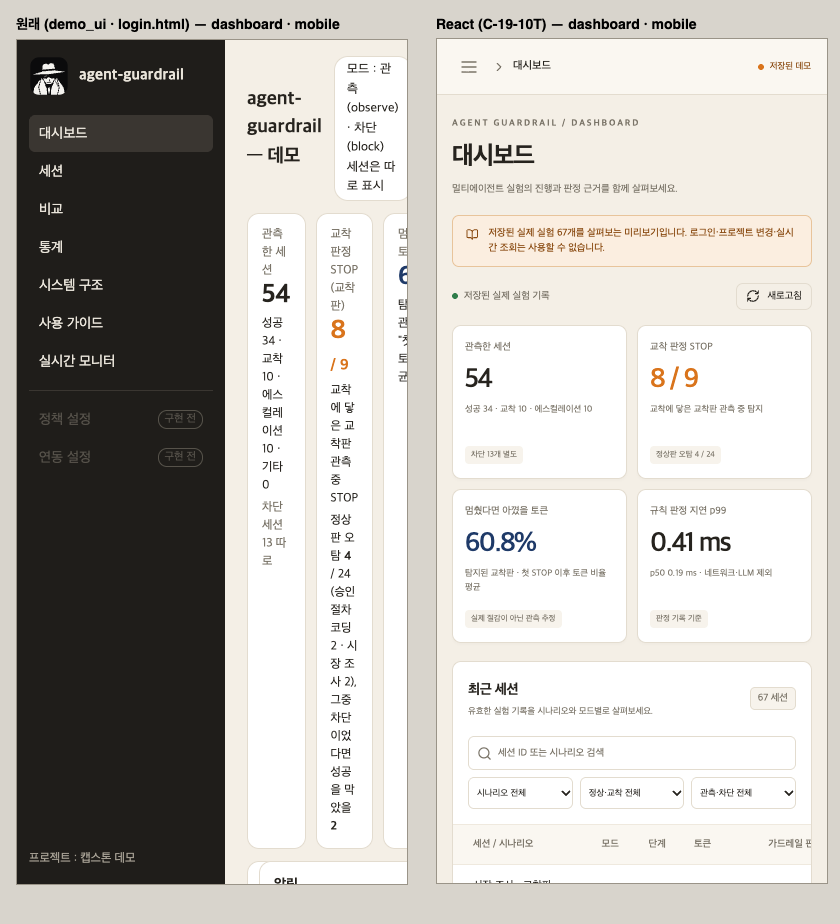 원래 (demo_ui · login.html) — dashboard · mobile
agent-guardrail
대시보드
세션
비교
통계
시스템 구조
사용 가이드
실시간 모니터
정책 설정 구현 전
연동 설정 구현 전
프로젝트 : 캡스톤 데모
agent-
guardrail
— 데모
모드 : 관
측
(observe)
· 차단
(block)
세션은 따
로 표시
관측
한 세
션
54
성공
34 ·
교착
10 ·
에스
컬레
이션
10 ·
기타
0
차단
세션
13 따
로
교착
판정
STOP
(교착
판)
8
/ 9
교착
에 닿
은 교
착판
관측
중
STOP
정상
판 오
탐 4
/ 24
(승인
절차
코딩
2 · 시
장 조
사 2),
그중
차단
이었
다면
성공
을 막
았을
2
알림
React (C-19-10T) — dashboard · mobile
대시보드
저장된 데모
AGENT GUARDRAIL / DASHBOARD
대시보드
멀티에이전트 실험의 진행과 판정 근거를 함께 살펴보세요.
저장된 실제 실험 67개를 살펴보는 미리보기입니다. 로그인·프로젝트 변경·실시
간 조회는 사용할 수 없습니다.
저장된 실제 실험 기록
새로고침
관측한 세션
54
성공 34 · 교착 10 · 에스컬레이션 10
차단 13개 별도
교착 판정 STOP
8 / 9
교착에 닿은 교착판 관측 중 탐지
정상판 오탐 4 / 24
멈췄다면 아꼈을 토큰
60.8%
탐지된 교착판 · 첫 STOP 이후 토큰 비율
평균
실제 절감이 아닌 관측 추정
규칙 판정 지연 p99
0.41 ms
p50 0.19 ms · 네트워크·LLM 제외
판정 기록 기준
최근 세션
유효한 실험 기록을 시나리오와 모드별로 살펴보세요.
67 세션
세션 ID 또는 시나리오 검색
시나리오 전체 정상·교착 전체 관측·차단 전체
세션 / 시나리오 모드 단계 토큰 가드레일